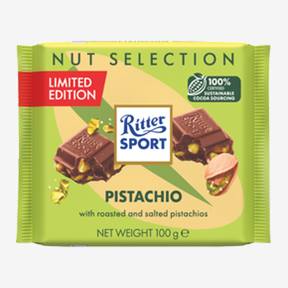 NUT SELECTION
LIMITED
EDITION
100%
CERTIFIED
SUSTAINABLE
COCOA SOURCING
Ritter
SPORT
PISTACHIO
with roasted and salted pistachios
NET WEIGHT 100 g e